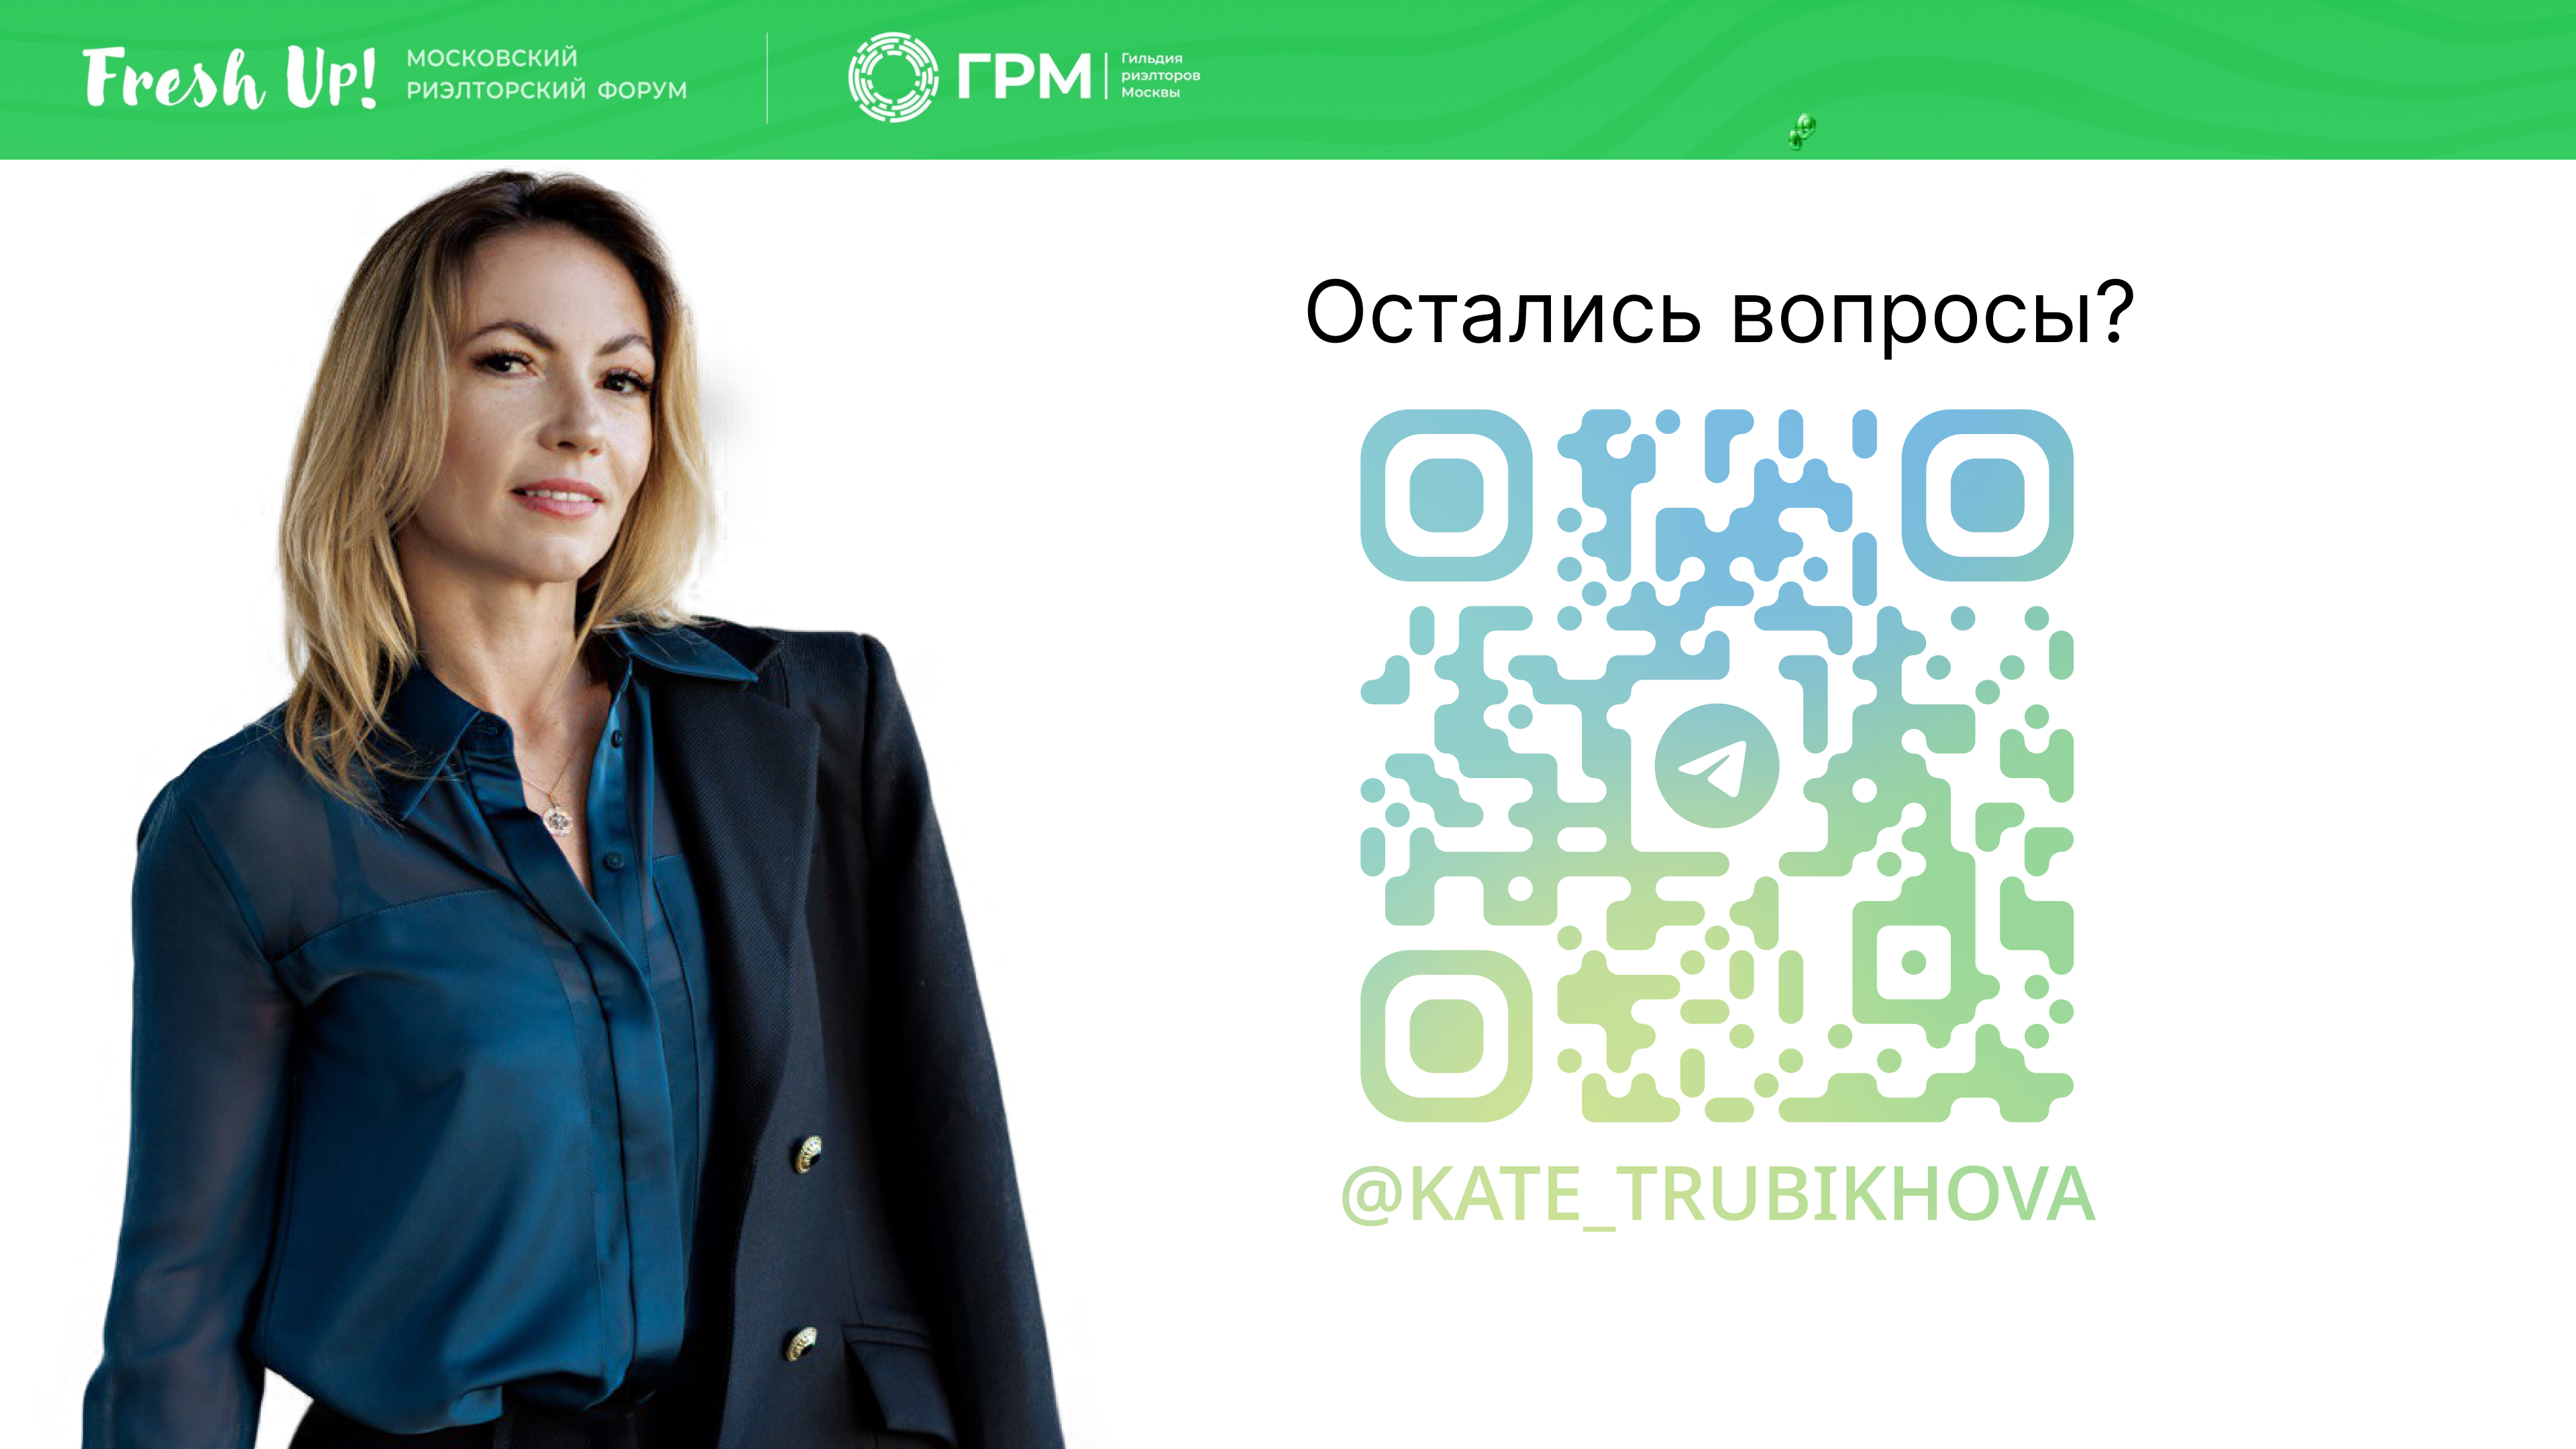 Fresh Up!
МОСКОВСКИЙ
РИЭЛТОРСКИЙ ФОРУМ
ГРМ
Гильдия
риэлторов
Москвы
Остались вопросы?
@KATE_TRUBIKHOVA